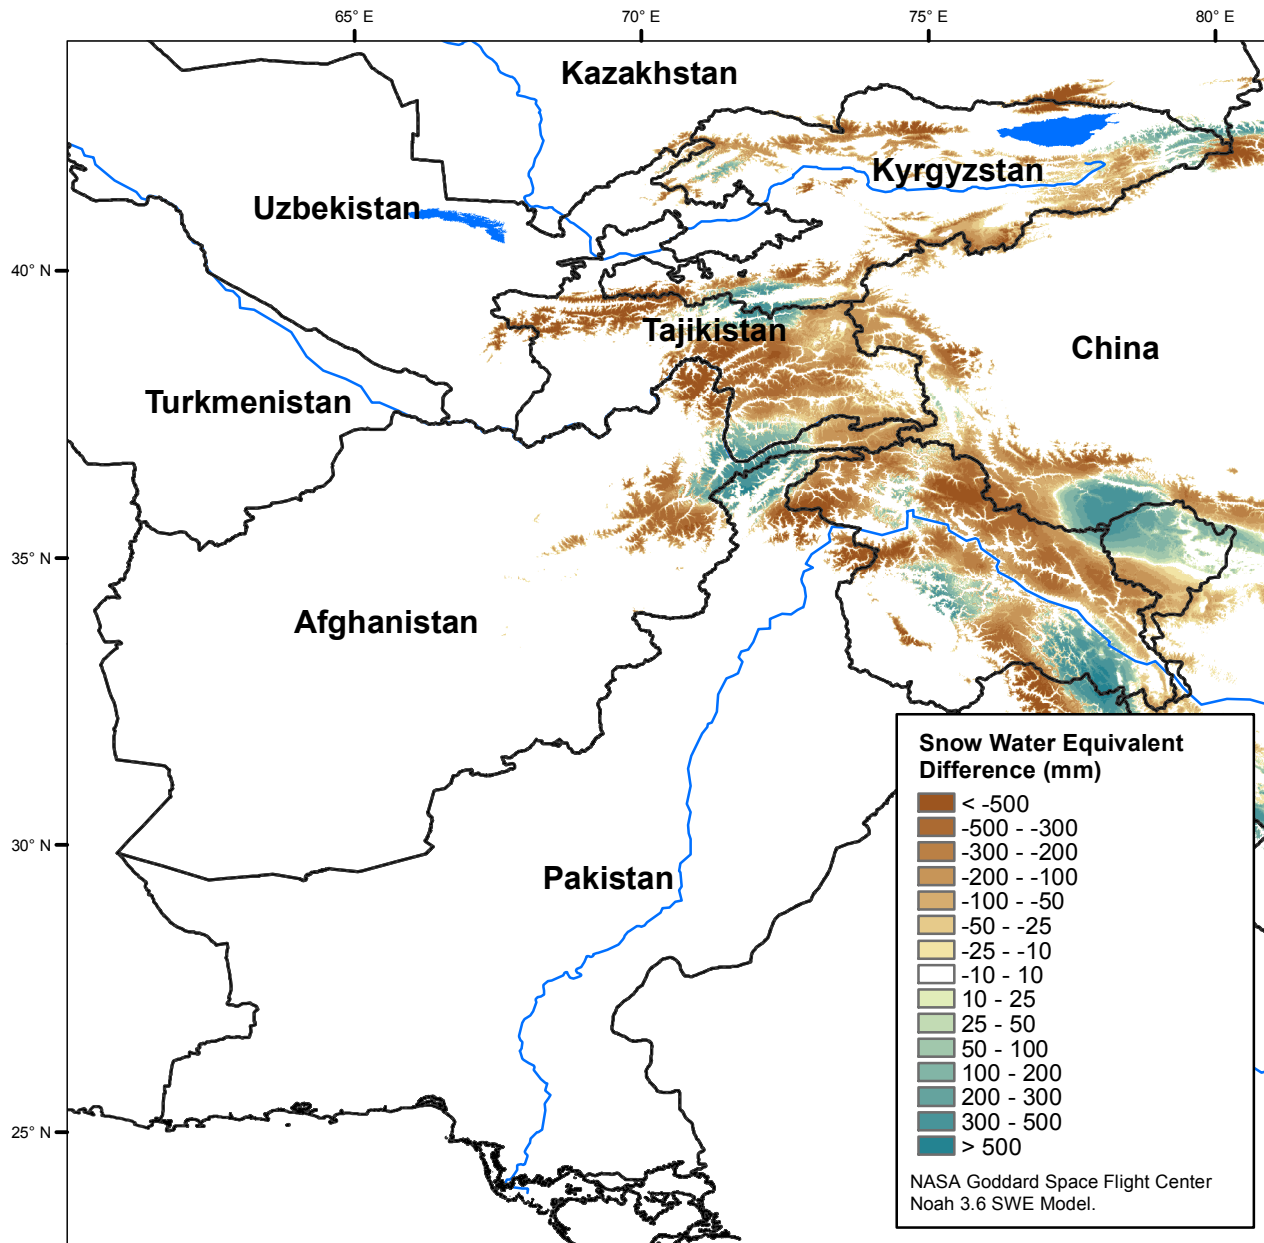 65° E
70° E
75° E
80° E
Kazakhstan
Kyrgyzstan
Uzbekistan
40° N
Tajikistan
China
Turkmenistan
35° N
Afghanistan
30° N
Pakistan
25° N
Snow Water Equivalent
Difference (mm)
< -500
-500 - -300
-300 - -200
-200 - -100
-100 - -50
-50 - -25
-25 - -10
-10 - 10
10 - 25
25 - 50
50 - 100
100 - 200
200 - 300
300 - 500
> 500
NASA Goddard Space Flight Center
Noah 3.6 SWE Model.